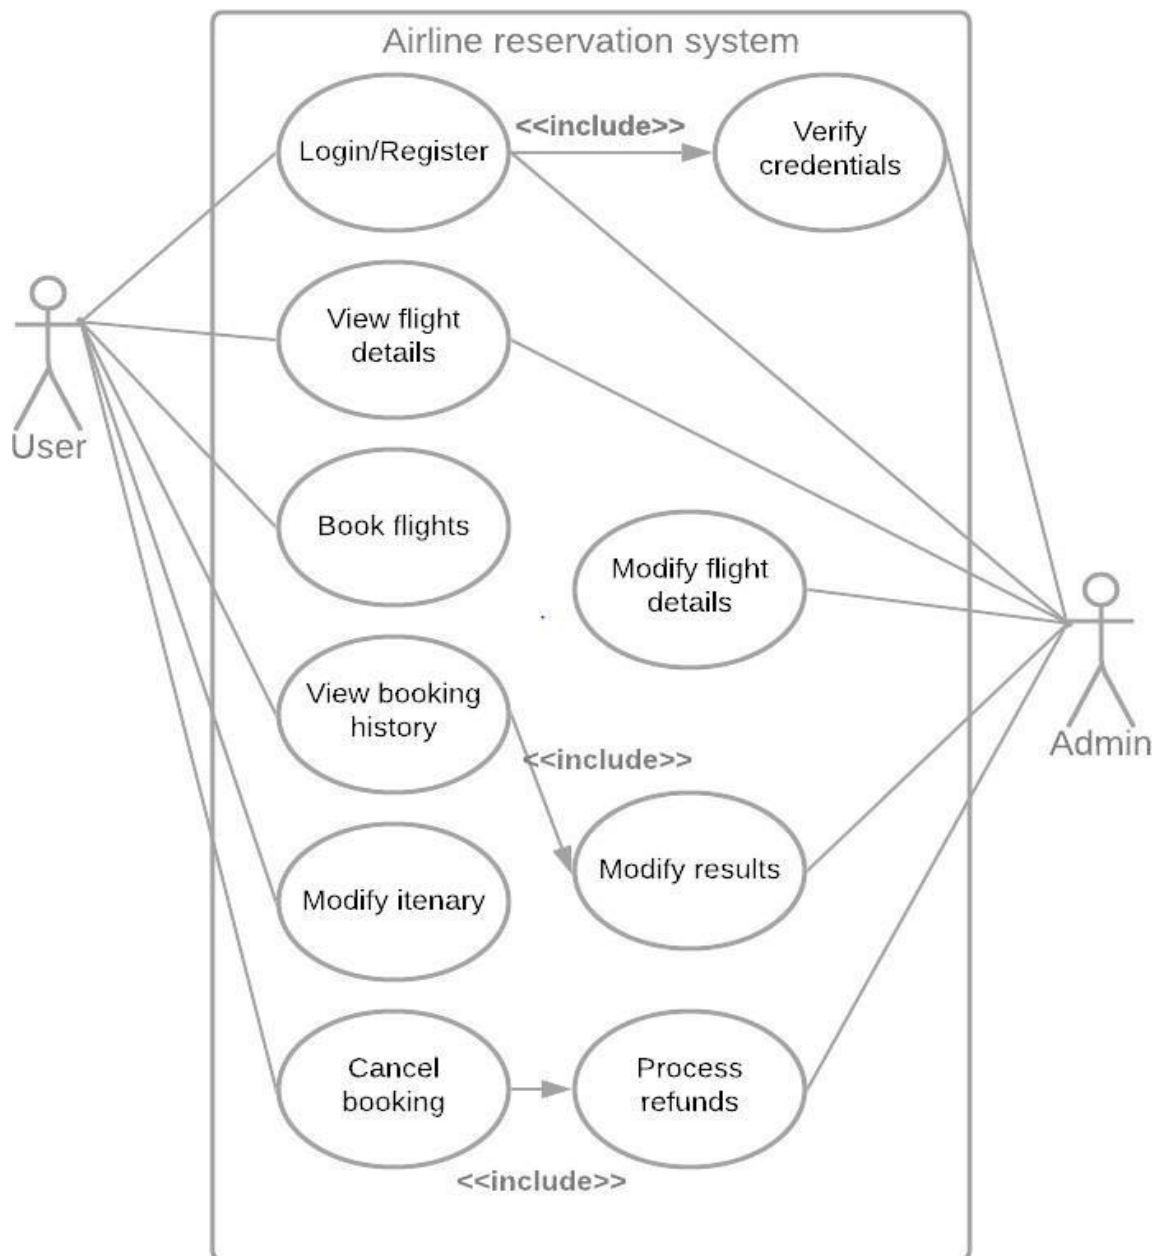 Airline reservation system
Login/Register
<<include>>
Verify
credentials
View flight
details
User
Book flights
Modify flight
details
View booking
history
<<include>>
Admin
Modify results
Modify itenary
Cancel
booking
Process
refunds
<<include>>